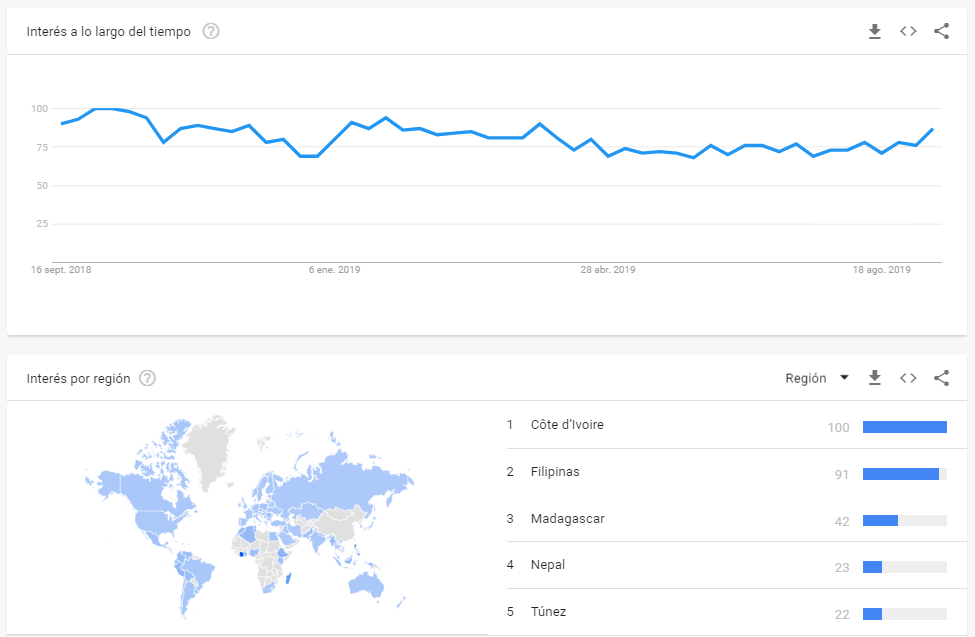 Interés a lo largo del tiempo ?
100
75
50
25
16 sept. 2018 6 ene. 2019 28 abr. 2019 18 ago. 2019
Interés por región ? Región
1 Côte d’Ivoire 100
2 Filipinas 91
3 Madagascar 42
4 Nepal 23
5 Túnez 22